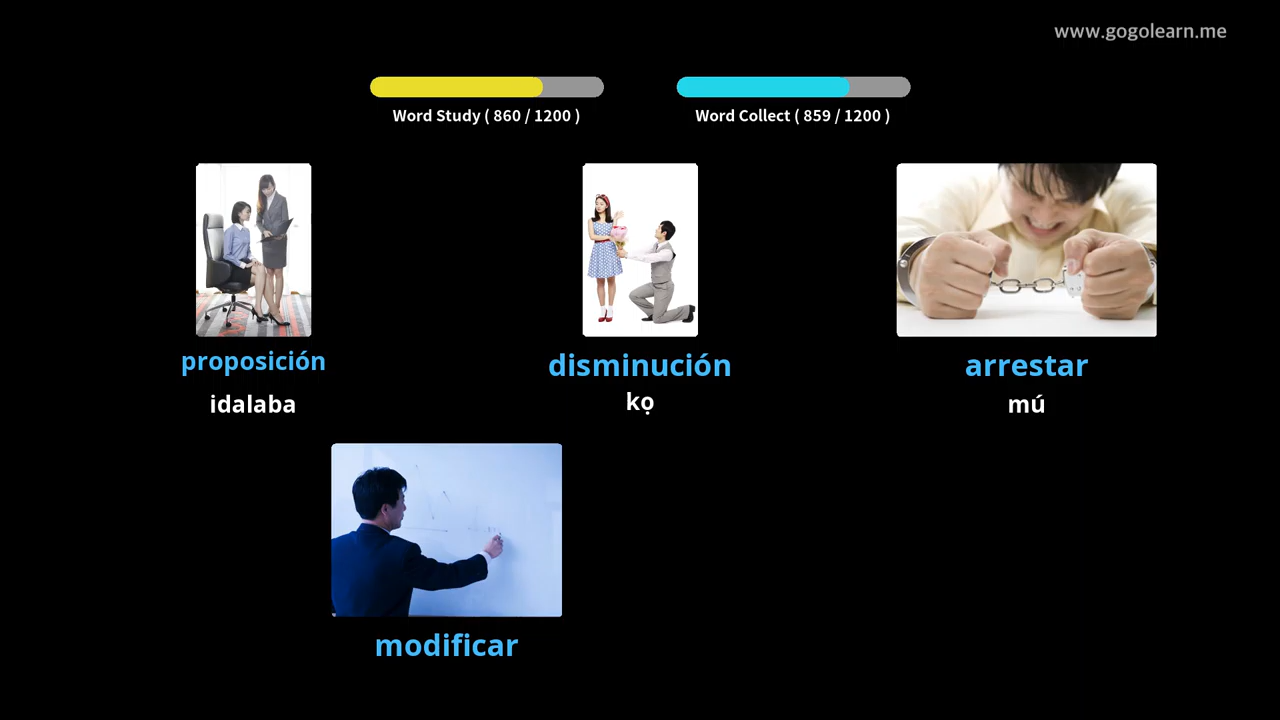 www.gogolearn.me
Word Study ( 860 / 1200 )
Word Collect ( 859 / 1200 )
proposición
disminución
arrestar
idalaba
kọ
mú
modificar